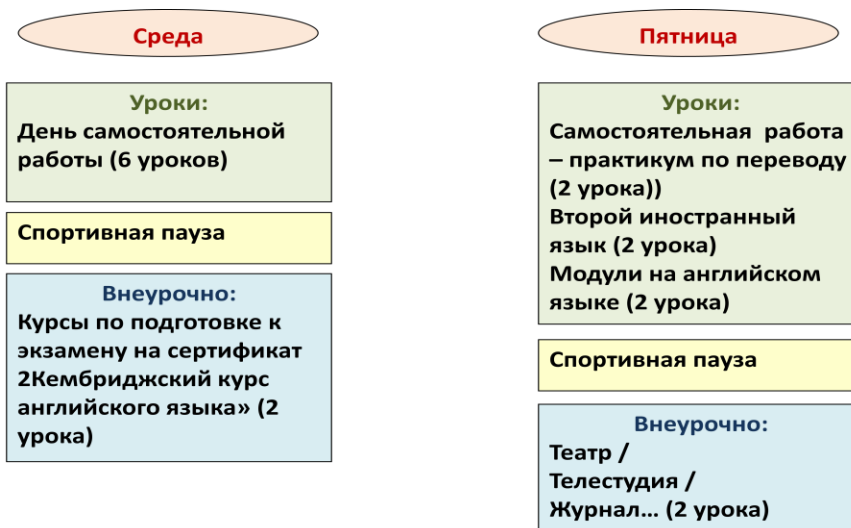 Среда
Уроки:
День самостоятельной
работы (6 уроков)
Спортивная пауза
Внеурочно:
Курсы по подготовке к
экзамену на сертификат
2Кембриджский курс
английского языка» (2
урока)
Пятница
Уроки:
Самостоятельная работа
– практикум по переводу
(2 урока))
Второй иностранный
язык (2 урока)
Модули на английском
языке (2 урока)
Спортивная пауза
Внеурочно:
Театр /
Телестудия /
Журнал... (2 урока)